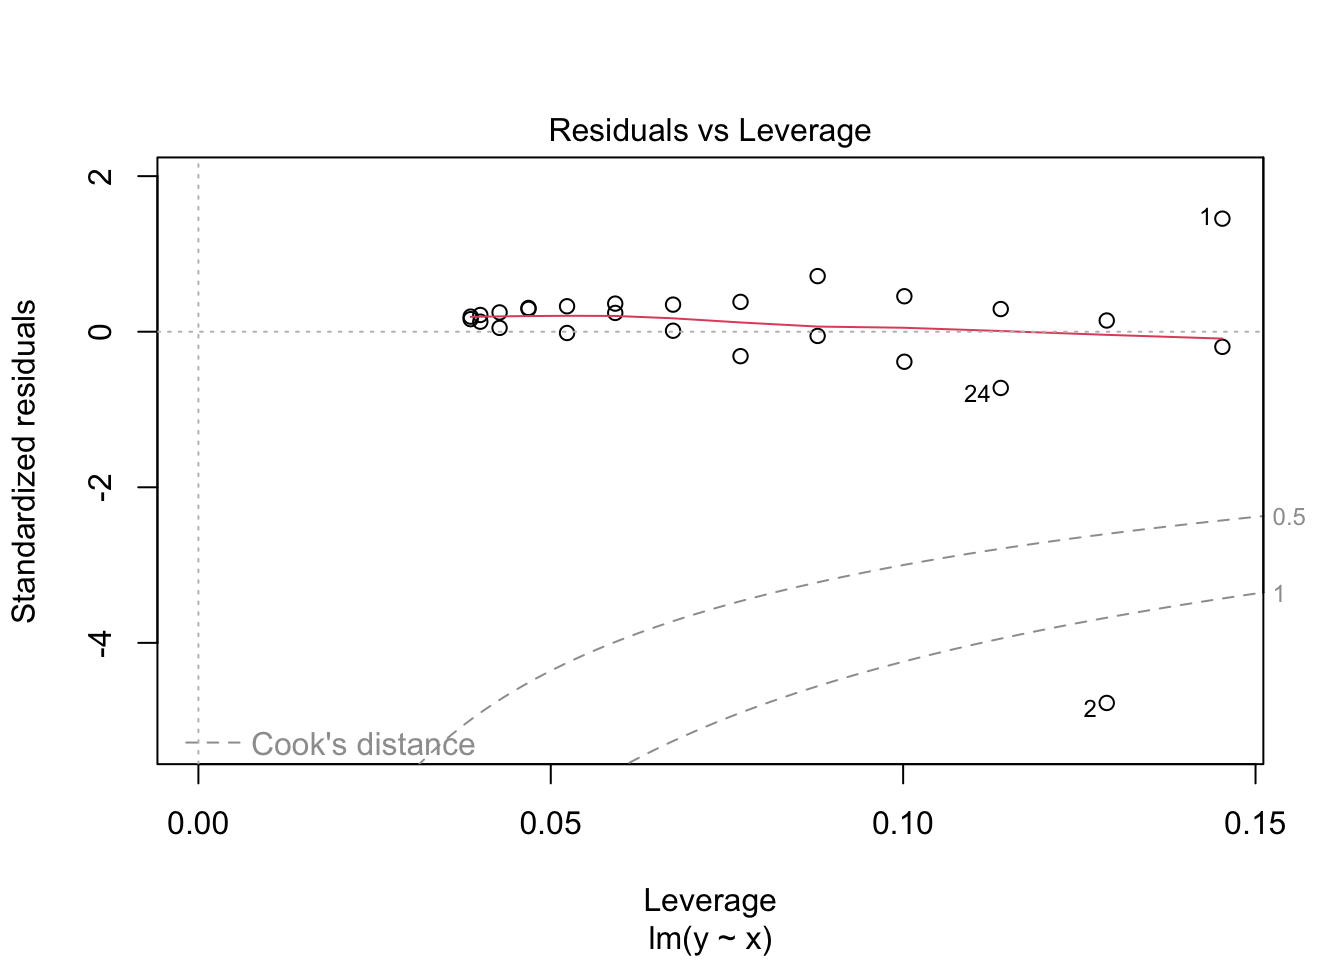 Residuals vs Leverage
Standardized residuals
2
0
-2
-4
1
24
2
0.5
1
Cook's distance
0.00 0.05 0.10 0.15
Leverage
lm(y ~ x)